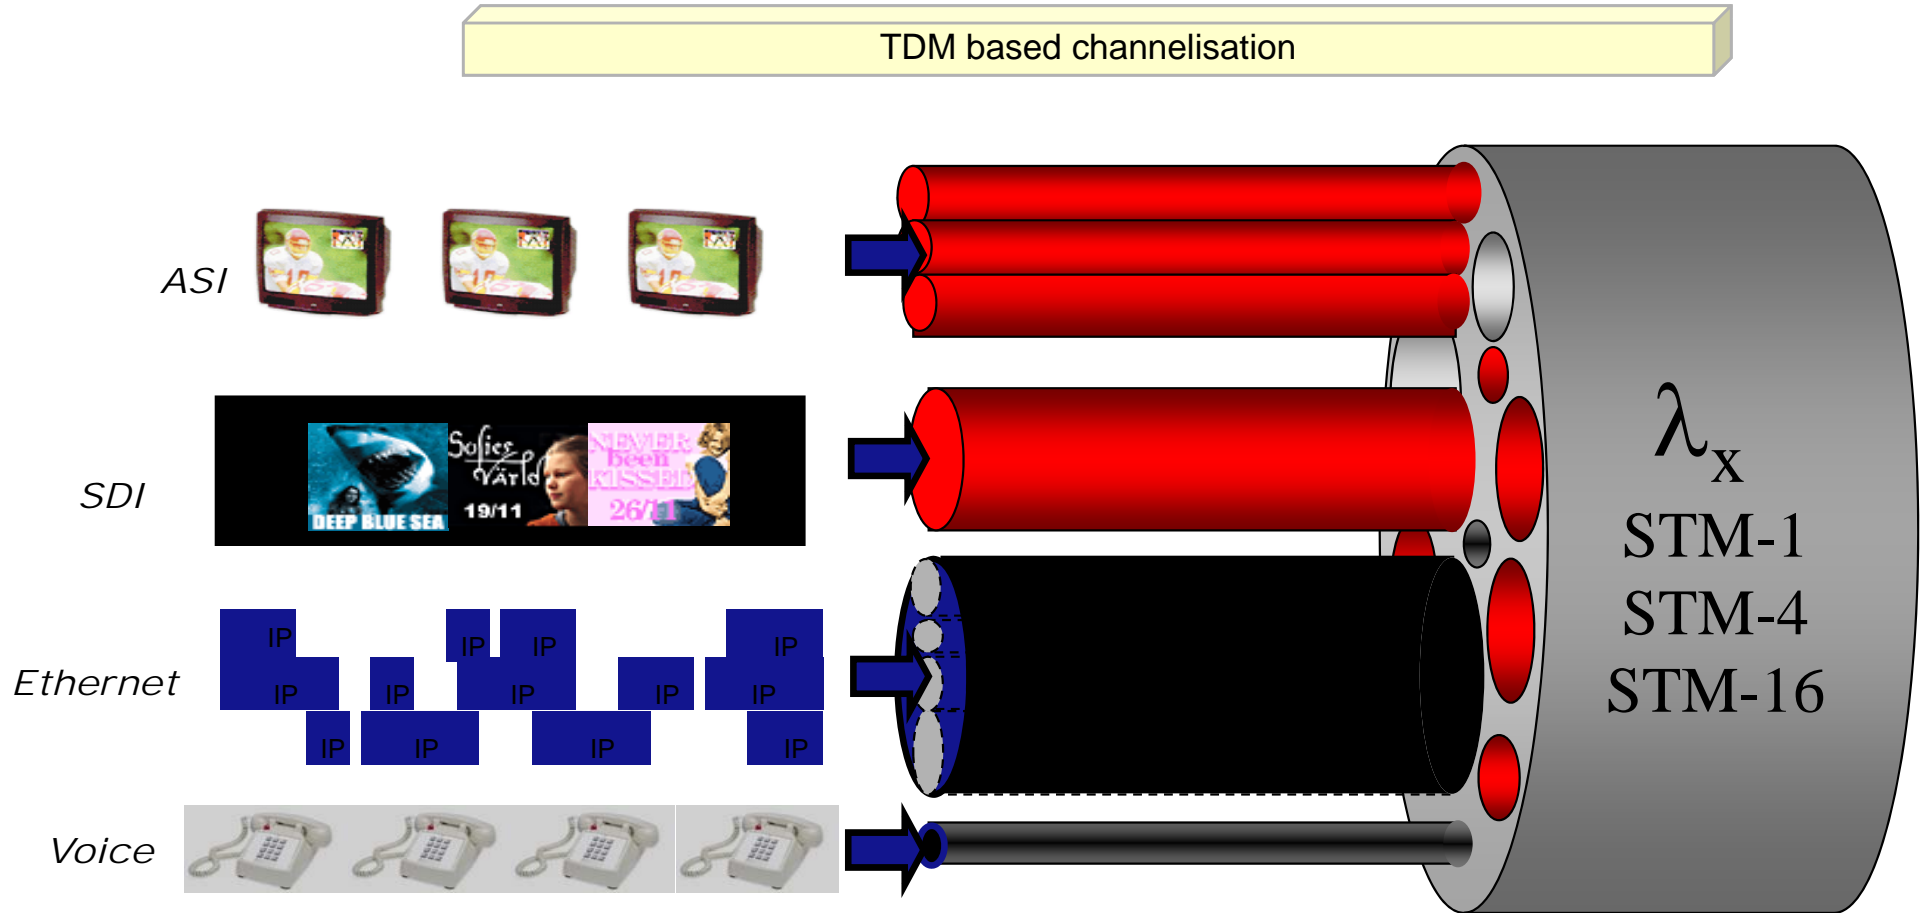 TDM based channelisation
ASI
SDI
DEEP BLUE SEA
Sofies
Värld
19/11
NEVER
been
KISSED
26/11
Ethernet
IP IP IP IP
IP IP IP IP IP
IP IP IP IP
Voice
λx
STM-1
STM-4
STM-16